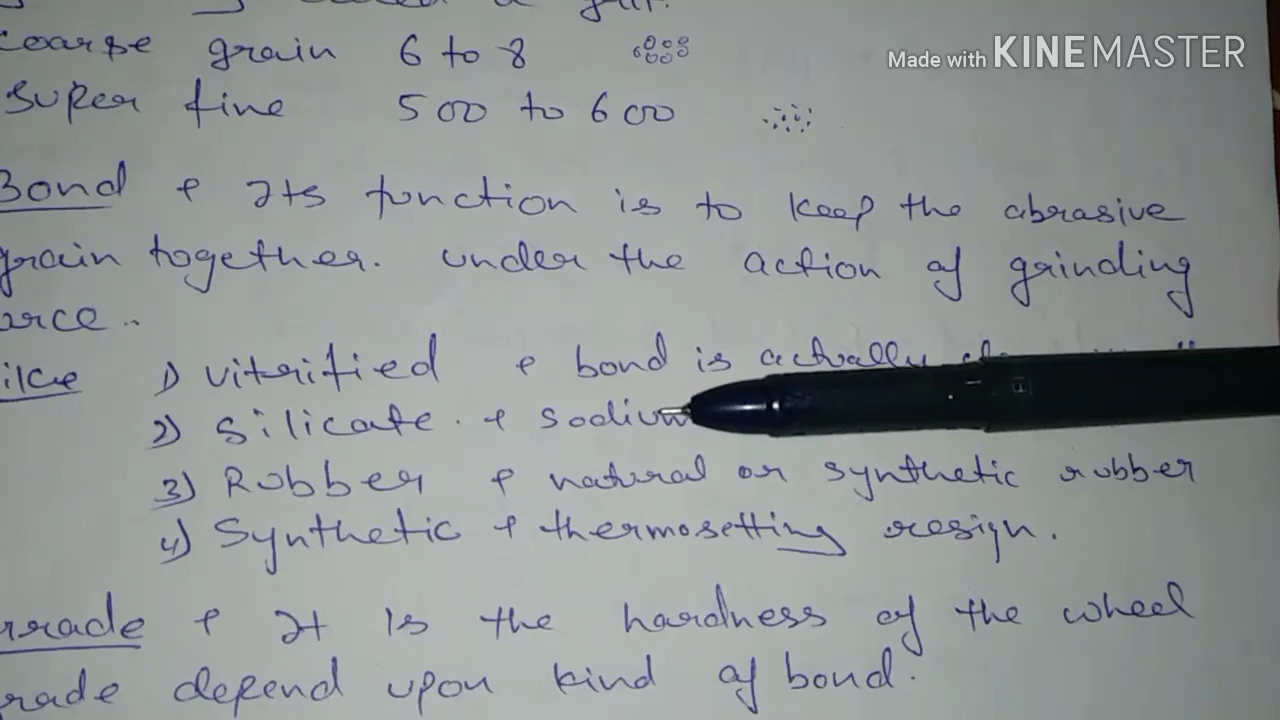 Made with KINEMASTER
coarse grain 6 to 8
super fine 500 to 600
Bond Its function is to keep the abrasive
grain together. under the action of grinding
1) vitrified bond is actually
2) silicate. sodium
3) Rubber natural or synthetic rubber
4) Synthetic thermosetting resign.
It is the hardness of the wheel
depend upon kind of bond.